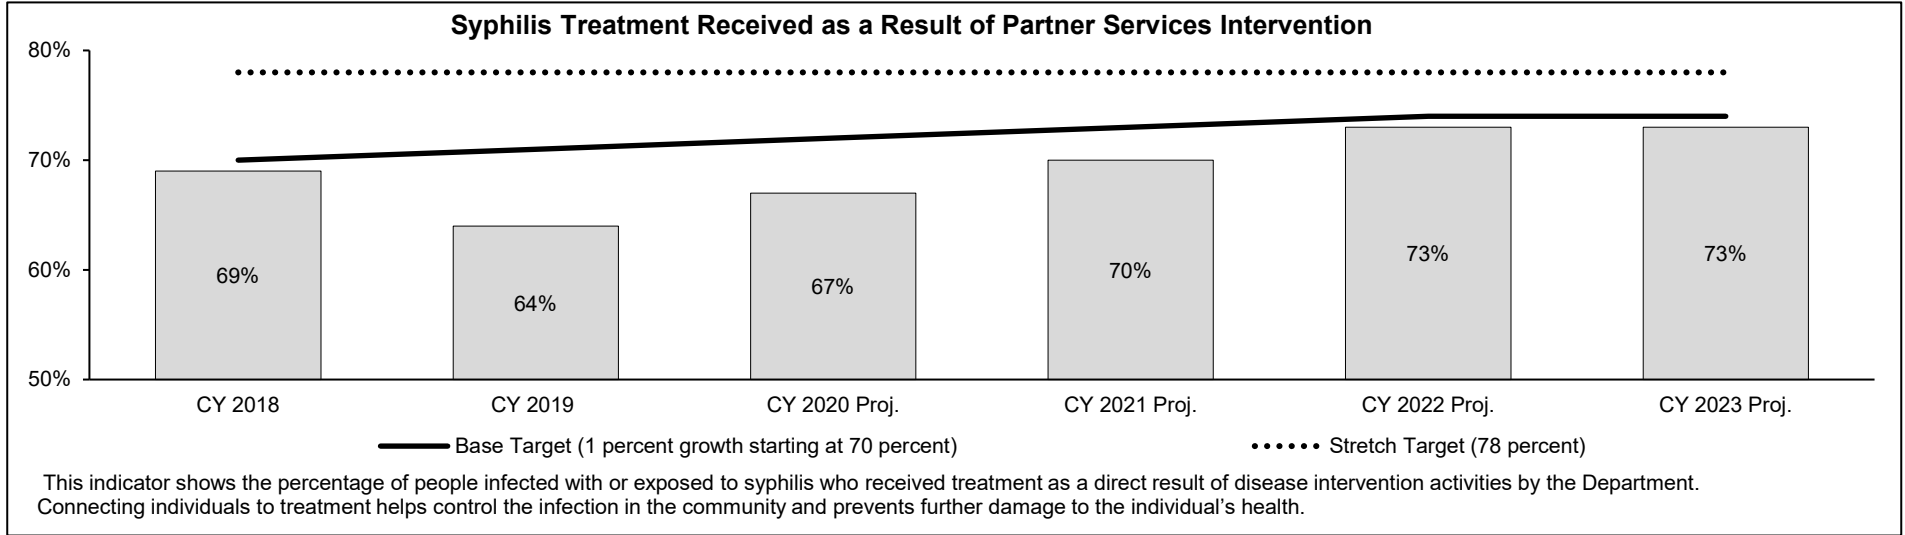 Syphilis Treatment Received as a Result of Partner Services Intervention
80%
70%
60%
50%
69%
64%
67%
70%
73%
73%
CY 2018
CY 2019
CY 2020 Proj.
CY 2021 Proj.
CY 2022 Proj.
CY 2023 Proj.
Base Target (1 percent growth starting at 70 percent)
Stretch Target (78 percent)
This indicator shows the percentage of people infected with or exposed to syphilis who received treatment as a direct result of disease intervention activities by the Department.
Connecting individuals to treatment helps control the infection in the community and prevents further damage to the individual's health.